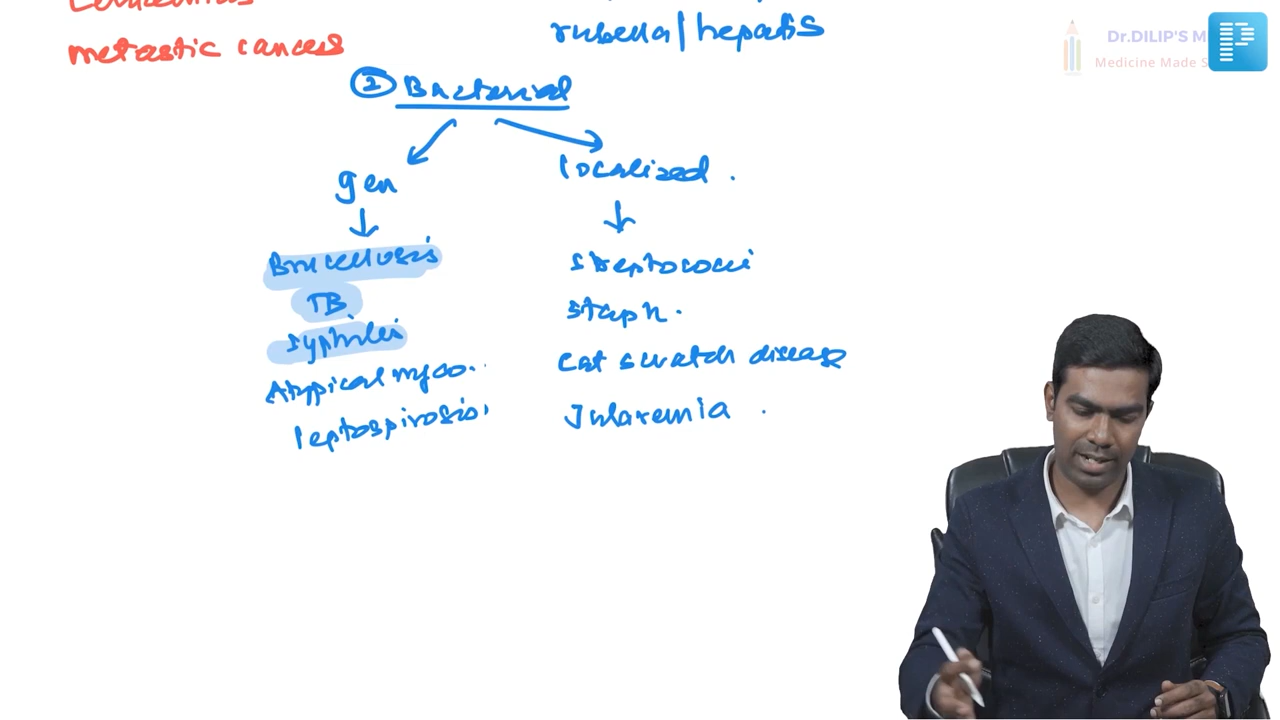 metastic cancers
rubella/hepatis
Dr.DILIP'S M
Medicine Made S
② Bacterial
gen
localized.
Brucellosis
TB
Syphilis
Atypical myco..
leptospirosis,
streptococci
staph.
Cat scratch disease
Tularemia .